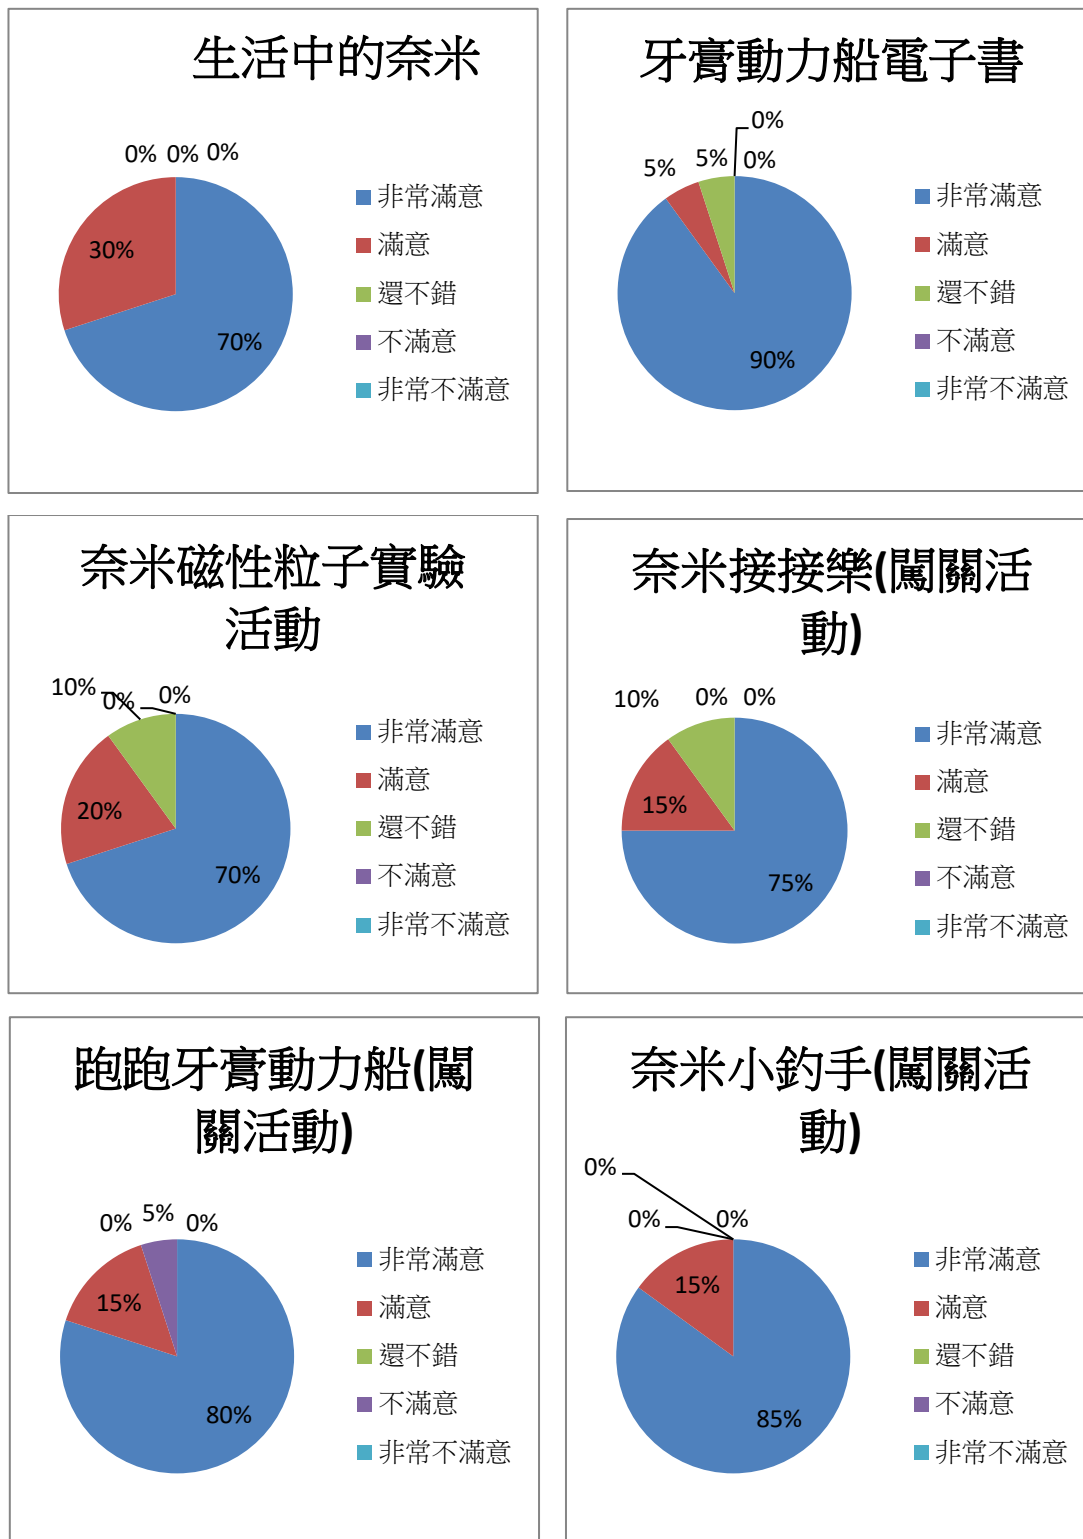 生活中的奈米
0% 0% 0%
30%
70%
非常滿意
滿意
還不錯
不滿意
非常不滿意
牙膏動力船電子書
0%
5% 5% 0%
90%
非常滿意
滿意
還不錯
不滿意
非常不滿意
奈米磁性粒子實驗
活動
10% 0% 0%
20%
70%
非常滿意
滿意
還不錯
不滿意
非常不滿意
奈米接接樂(闖關活
動)
10% 0% 0%
15%
75%
非常滿意
滿意
還不錯
不滿意
非常不滿意
跑跑牙膏動力船(闖
關活動)
0% 5% 0%
15%
80%
非常滿意
滿意
還不錯
不滿意
非常不滿意
奈米小釣手(闖關活
動)
0%
0% 0%
15%
85%
非常滿意
滿意
還不錯
不滿意
非常不滿意